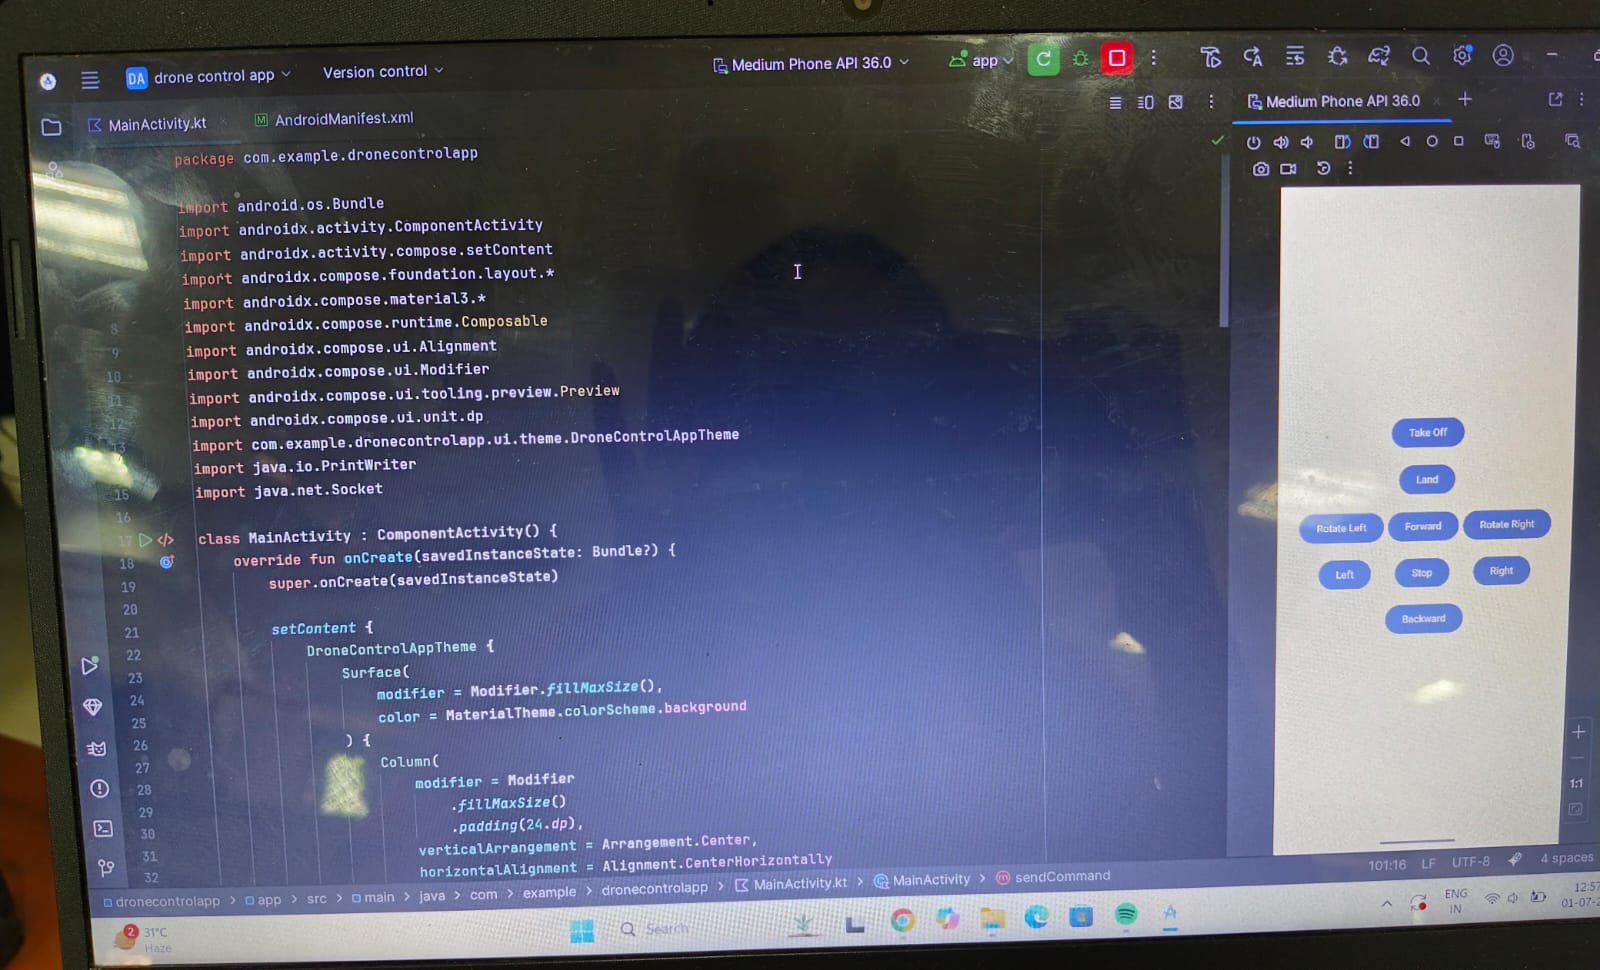 DA drone control app
Version control
Medium Phone API 36.0
app
MainActivity.kt
AndroidManifest.xml
Medium Phone API 36.0
package com.example.dronecontrolapp
import android.os.Bundle
import androidx.activity.ComponentActivity
import androidx.activity.compose.setContent
import androidx.compose.foundation.layout.*
import androidx.compose.material3.*
8 import androidx.compose.runtime.Composable
9 import androidx.compose.ui.Alignment
10 import androidx.compose.ui.Modifier
11 import androidx.compose.ui.tooling.preview.Preview
12 import androidx.compose.ui.unit.dp
13 import com.example.dronecontrolapp.ui.theme.DroneControlAppTheme
import java.io.PrintWriter
15 import java.net.Socket
16
17 class MainActivity : ComponentActivity() {
18 override fun onCreate(savedInstanceState: Bundle?) {
19 super.onCreate(savedInstanceState)
20
21 setContent {
22 DroneControlAppTheme {
23 Surface(
24 modifier = Modifier.fillMaxSize(),
25 color = MaterialTheme.colorScheme.background
26 ) {
27 Column(
28 modifier = Modifier
29 .fillMaxSize()
30 .padding(24.dp),
31 verticalArrangement = Arrangement.Center,
32 horizontalAlignment = Alignment.CenterHorizontally
Take Off
Land
Rotate Left Forward Rotate Right
Left Stop Right
Backward
1:1
101:16 LF UTF-8 4 spaces
dronecontrolapp > app > src > main > java > com > example > dronecontrolapp > MainActivity.kt > MainActivity > sendCommand
2
31°C
Haze
Search
ENG
IN